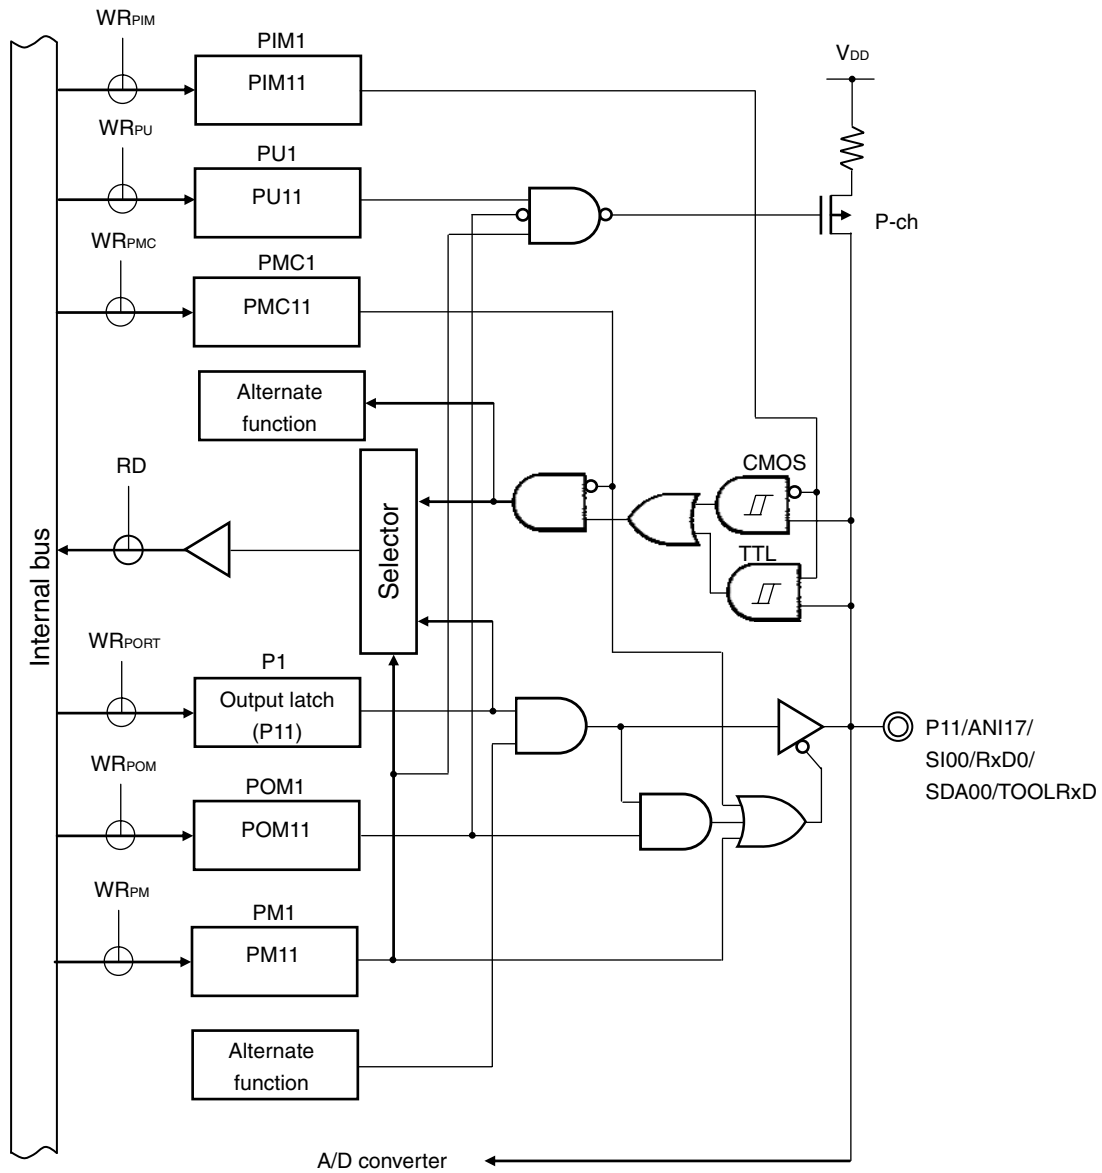 WRPIM
PIM1
PIM11
VDD
WRPU
PU1
PU11
P-ch
WRPMC
PMC1
PMC11
Alternate
function
RD
Selector
CMOS
TTL
Internal bus
WRPORT
P1
Output latch
(P11)
P11/ANI17/
SI00/RxD0/
SDA00/TOOLRxD
WRPOM
POM1
POM11
WRPM
PM1
PM11
Alternate
function
A/D converter